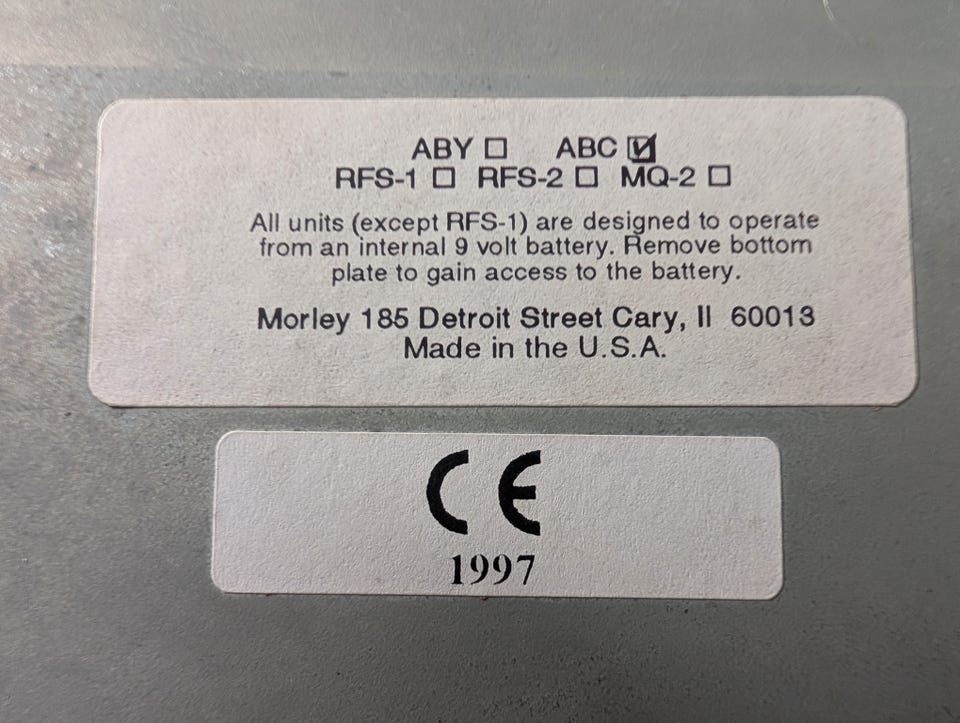 ABY ☐ ABC ☑
RFS-1 ☐ RFS-2 ☐ MQ-2 ☐
All units (except RFS-1) are designed to operate
from an internal 9 volt battery. Remove bottom
plate to gain access to the battery.
Morley 185 Detroit Street Cary, Il 60013
Made in the U.S.A.
CE
1997